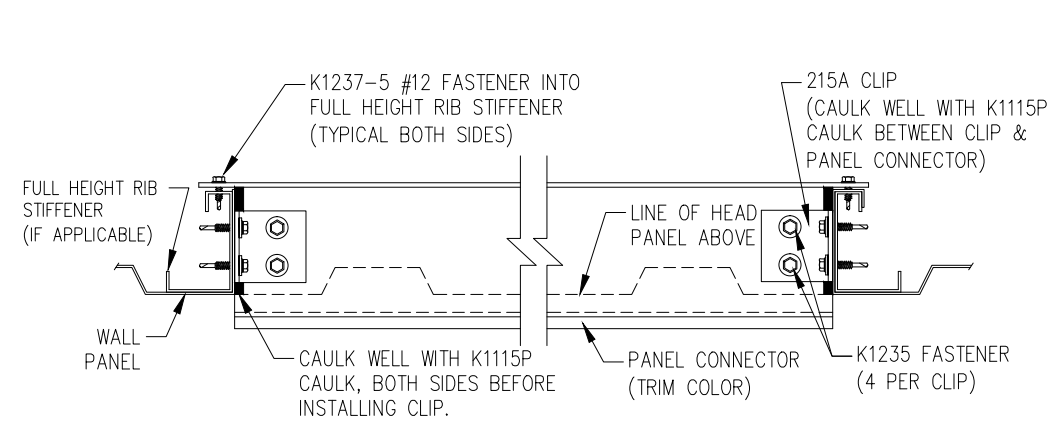 K1237-5 #12 FASTENER INTO
FULL HEIGHT RIB STIFFENER
(TYPICAL BOTH SIDES)
215A CLIP
(CAULK WELL WITH K1115P
CAULK BETWEEN CLIP &
PANEL CONNECTOR)
FULL HEIGHT RIB
STIFFENER
(IF APPLICABLE)
LINE OF HEAD
PANEL ABOVE
WALL
PANEL
CAULK WELL WITH K1115P
CAULK, BOTH SIDES BEFORE
INSTALLING CLIP.
PANEL CONNECTOR
(TRIM COLOR)
K1235 FASTENER
(4 PER CLIP)